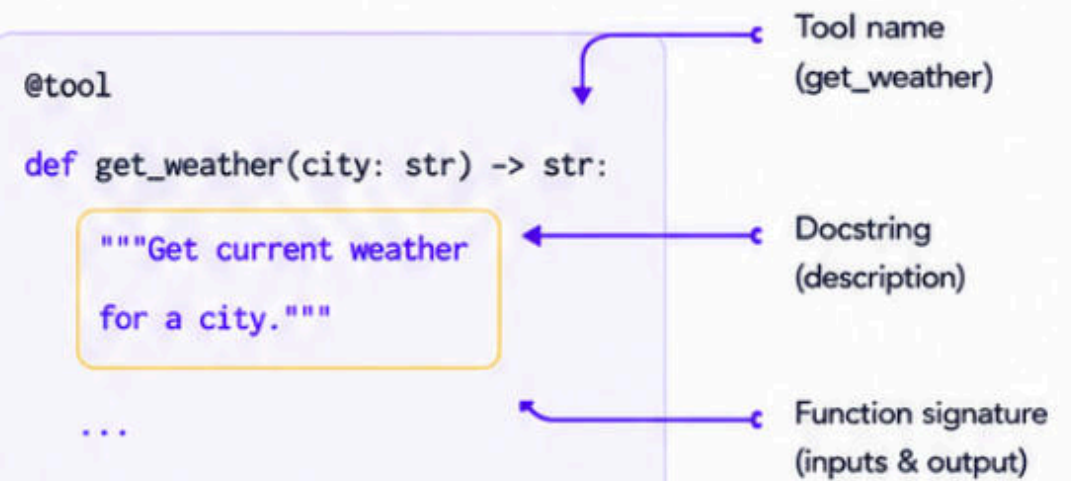 @tool
def get_weather(city: str) -> str:
"""Get current weather
for a city."""
...
Tool name
(get_weather)
Docstring
(description)
Function signature
(inputs & output)